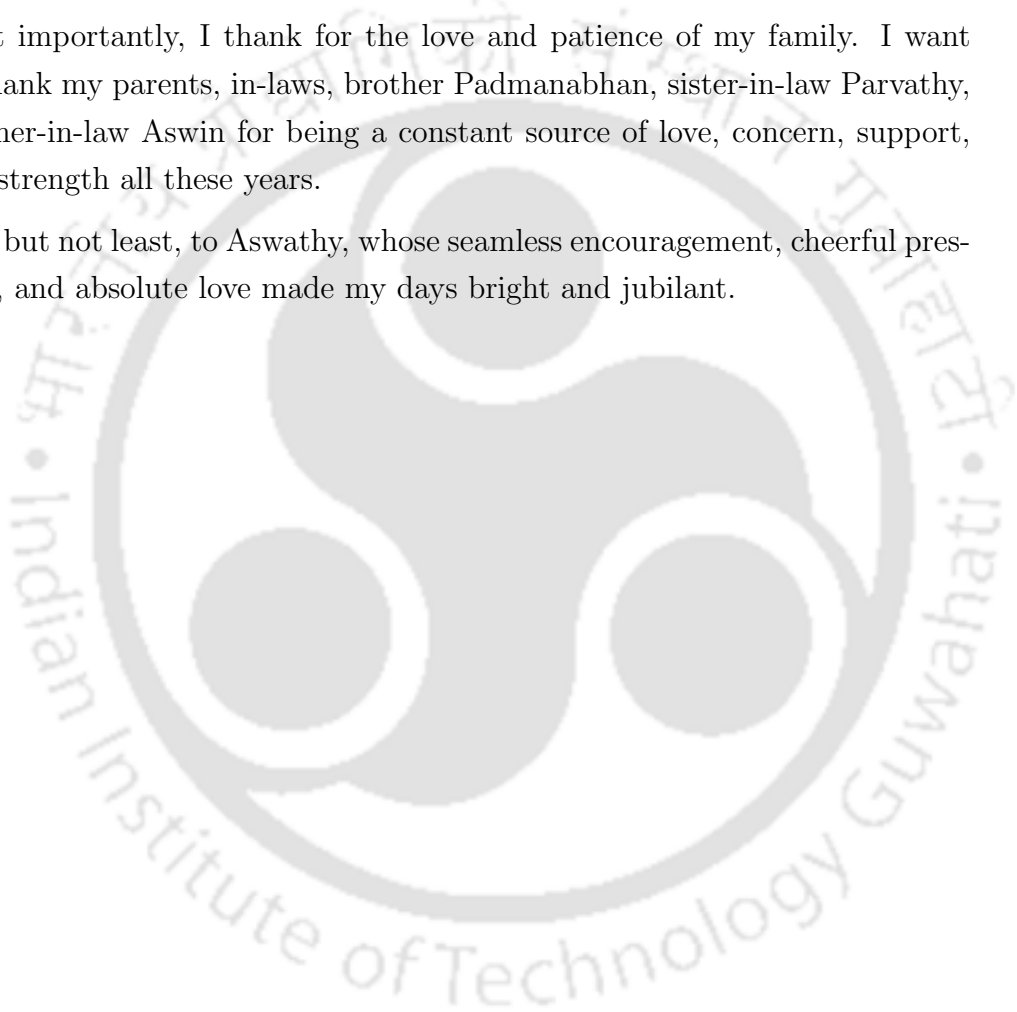 importantly, I thank for the love and patience of my family. I want
my parents, in-laws, brother Padmanabhan, sister-in-law Parvathy,
her-in-law Aswin for being a constant source of love, concern, support,
strength all these years.
but not least, to Aswathy, whose seamless encouragement, cheerful pres-
, and absolute love made my days bright and jubilant.
भारतीय गुवाहाटी
• Indian Institute of Technology Guwahati •